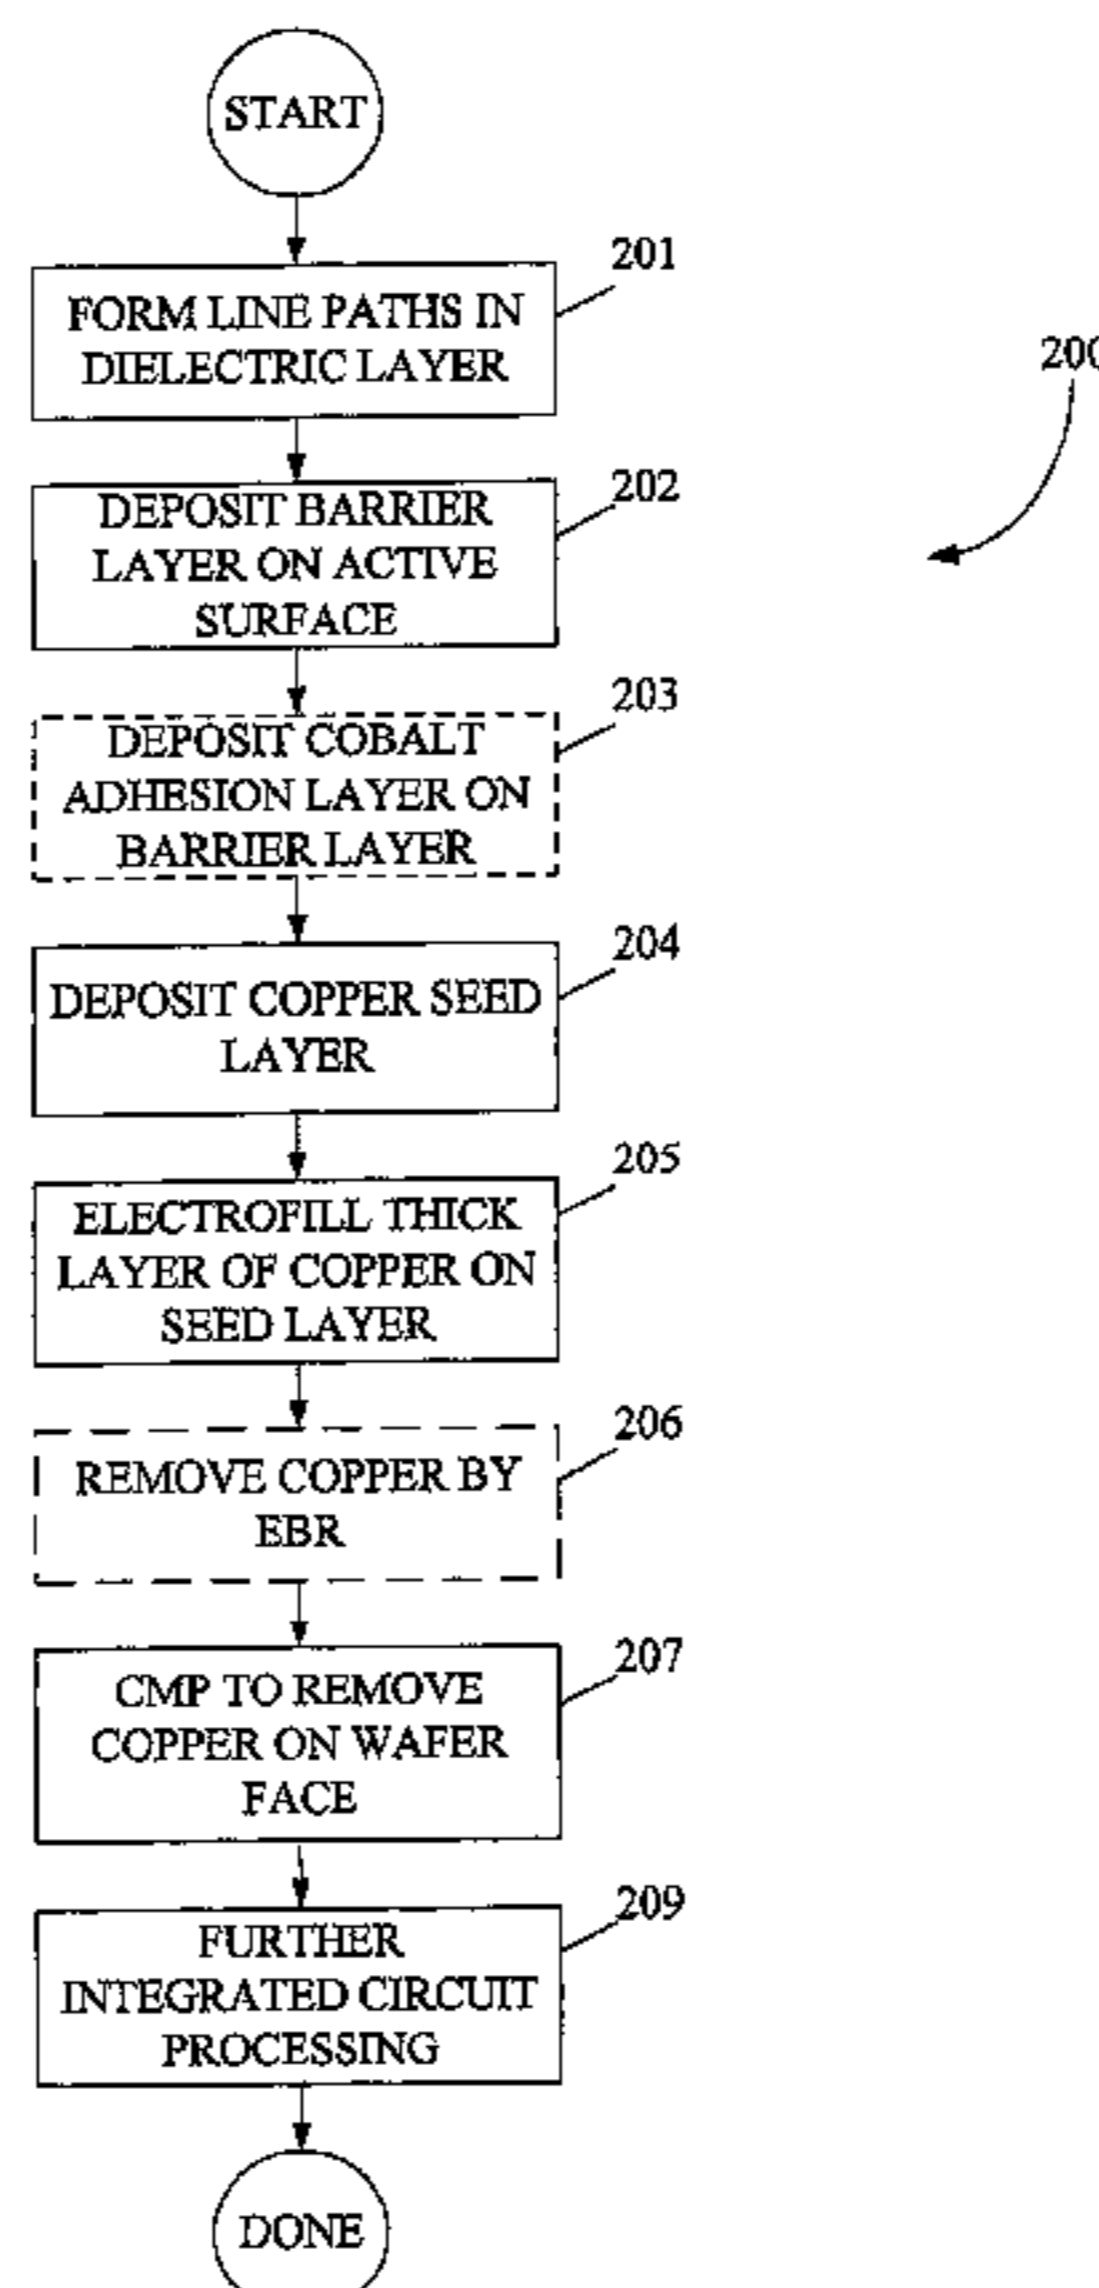 START
201
FORM LINE PATHS IN
DIELECTRIC LAYER
200
202
DEPOSIT BARRIER
LAYER ON ACTIVE
SURFACE
203
DEPOSIT COBALT
ADHESION LAYER ON
BARRIER LAYER
204
DEPOSIT COPPER SEED
LAYER
205
ELECTROFILL THICK
LAYER OF COPPER ON
SEED LAYER
206
REMOVE COPPER BY
EBR
207
CMP TO REMOVE
COPPER ON WAFER
FACE
209
FURTHER
INTEGRATED CIRCUIT
PROCESSING
DONE